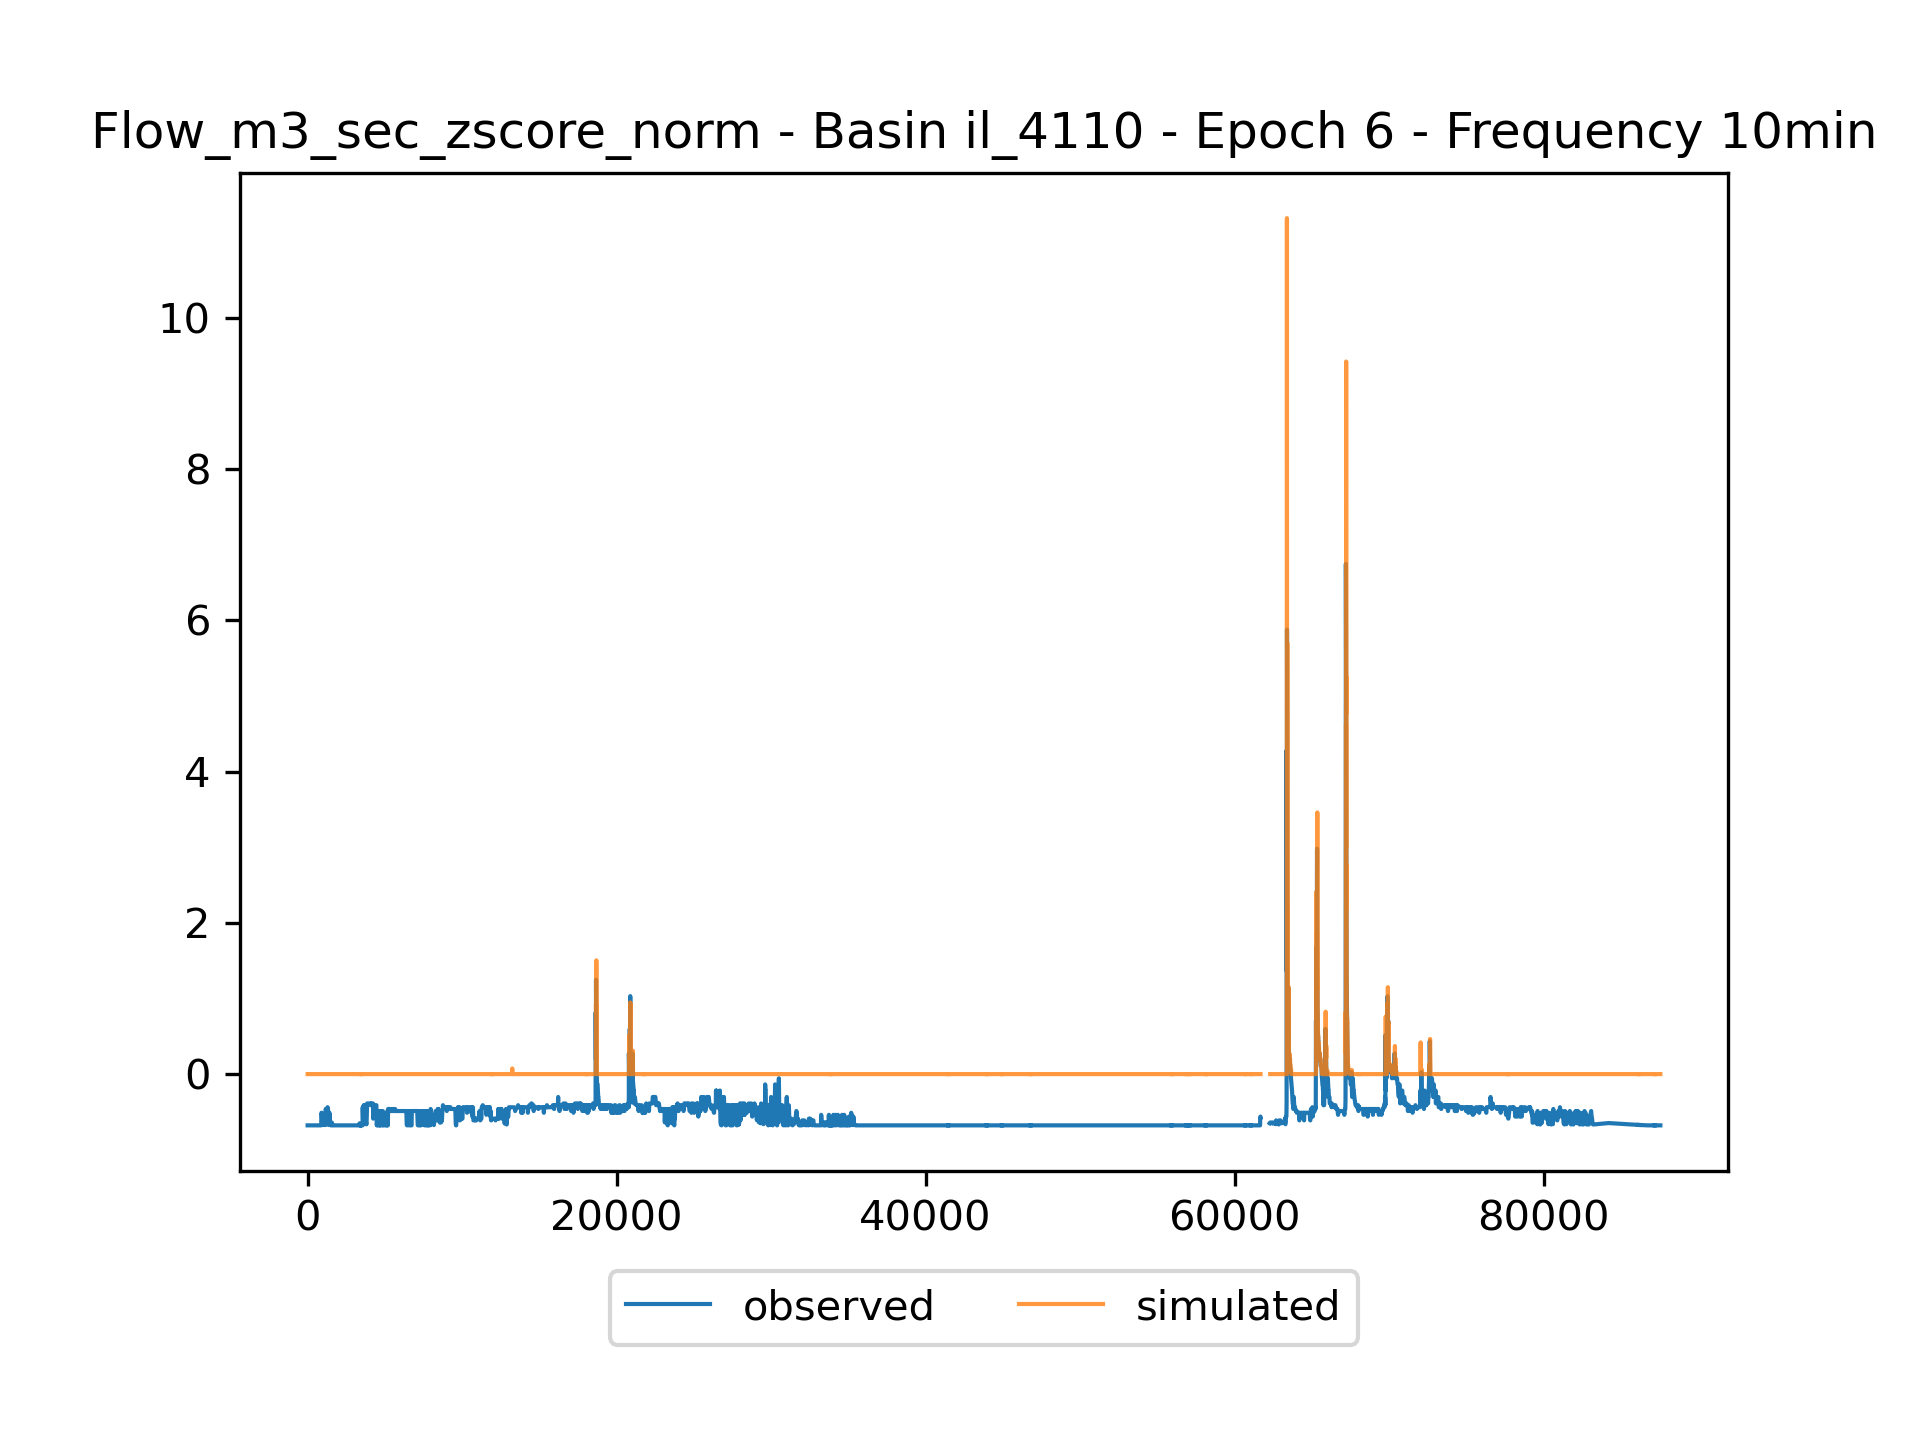 Flow_m3_sec_zscore_norm - Basin il_4110 - Epoch 6 - Frequency 10min
10
8
6
4
2
0
0 20000 40000 60000 80000
observed simulated